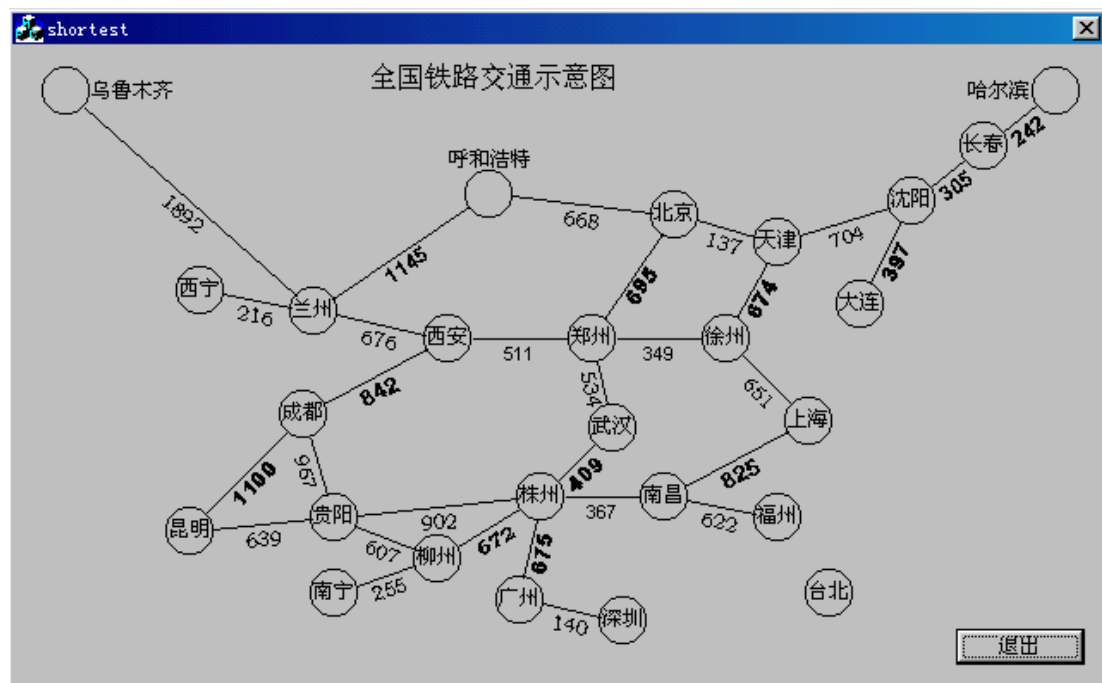 shortest
全国铁路交通示意图
乌鲁木齐
哈尔滨
242
长春
呼和浩特
305
沈阳
1892
668
北京
137
天津
704
397
1145
西宁
216
兰州
695
674
大连
676
西安
511
郑州
349
徐州
842
534
651
成都
武汉
上海
1100
967
409
825
株州
南昌
367
622
福州
昆明
639
贵阳
902
607
672
柳州
675
南宁
255
广州
140
深圳
台北
退出